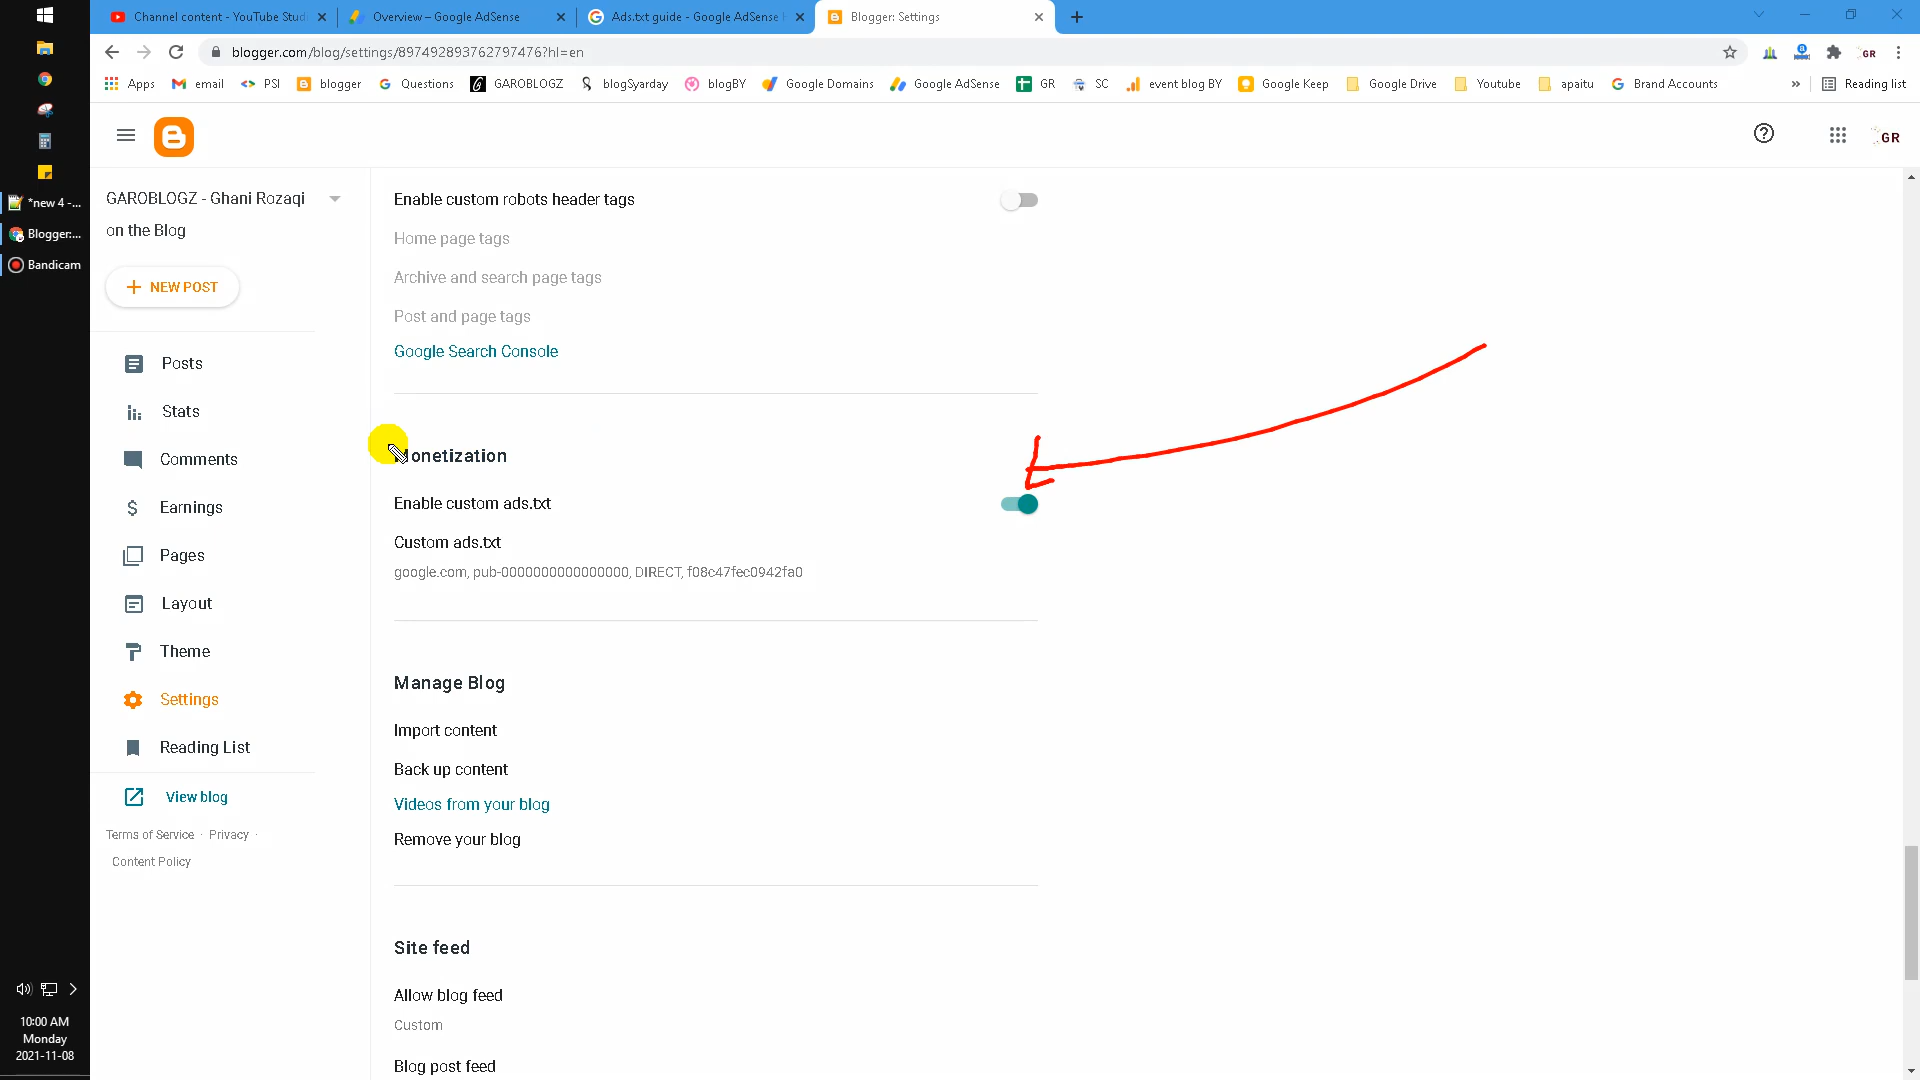 Channel content - YouTube Stud
Overview – Google AdSense
Ads.txt guide - Google AdSense H
Blogger: Settings
blogger.com/blog/settings/897492893762797476?hl=en
GR
Apps
email
PSI
blogger
Questions
GAROBLOGZ
blogSyarday
blogBY
Google Domains
Google AdSense
GR
SC
event blog BY
Google Keep
Google Drive
Youtube
apaitu
Brand Accounts
»
Reading list
*new 4 -...
Blogger:...
Bandicam
GR
GAROBLOGZ - Ghani Rozaqi
on the Blog
NEW POST
Posts
Stats
Comments
Earnings
Pages
Layout
Theme
Settings
Reading List
View blog
Terms of Service · Privacy ·
Content Policy
Enable custom robots header tags
Home page tags
Archive and search page tags
Post and page tags
Google Search Console
Monetization
Enable custom ads.txt
Custom ads.txt
google.com, pub-0000000000000000, DIRECT, f08c47fec0942fa0
Manage Blog
Import content
Back up content
Videos from your blog
Remove your blog
Site feed
Allow blog feed
Custom
Blog post feed
10:00 AM
Monday
2021-11-08